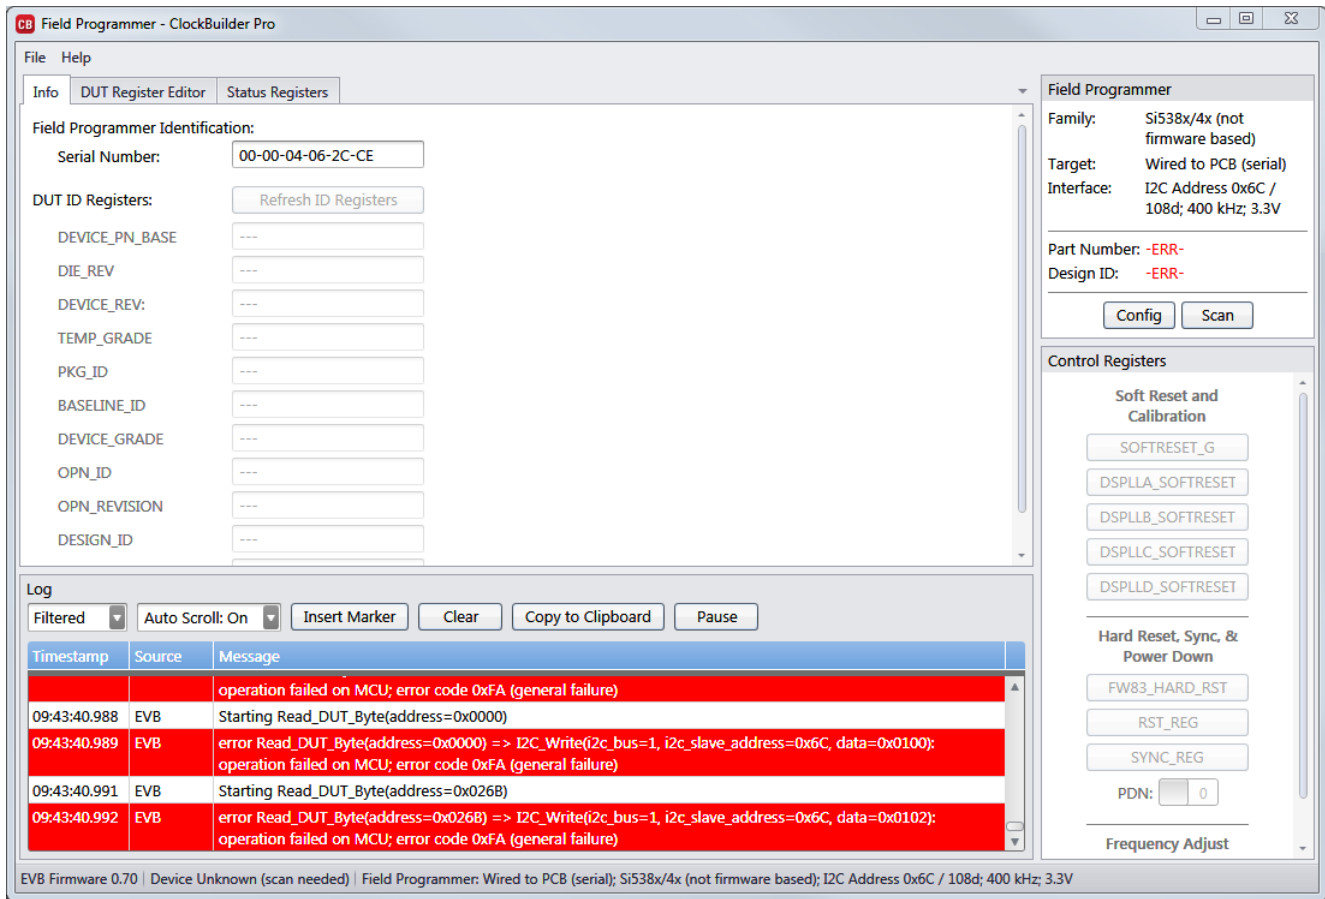 CB Field Programmer - ClockBuilder Pro
File Help
Info DUT Register Editor Status Registers
Field Programmer Identification:
Serial Number: 00-00-04-06-2C-CE
DUT ID Registers: Refresh ID Registers
DEVICE_PN_BASE ---
DIE_REV ---
DEVICE_REV: ---
TEMP_GRADE ---
PKG_ID ---
BASELINE_ID ---
DEVICE_GRADE ---
OPN_ID ---
OPN_REVISION ---
DESIGN_ID ---
Log
Filtered Auto Scroll: On Insert Marker Clear Copy to Clipboard Pause
Timestamp Source Message
operation failed on MCU; error code 0xFA (general failure)
09:43:40.988 EVB Starting Read_DUT_Byte(address=0x0000)
09:43:40.989 EVB error Read_DUT_Byte(address=0x0000) => I2C_Write(i2c_bus=1, i2c_slave_address=0x6C, data=0x0100):
operation failed on MCU; error code 0xFA (general failure)
09:43:40.991 EVB Starting Read_DUT_Byte(address=0x026B)
09:43:40.992 EVB error Read_DUT_Byte(address=0x026B) => I2C_Write(i2c_bus=1, i2c_slave_address=0x6C, data=0x0102):
operation failed on MCU; error code 0xFA (general failure)
Field Programmer
Family: Si538x/4x (not
firmware based)
Target: Wired to PCB (serial)
Interface: I2C Address 0x6C /
108d; 400 kHz; 3.3V
Part Number: -ERR-
Design ID: -ERR-
Config Scan
Control Registers
Soft Reset and
Calibration
SOFTRESET_G
DSPLLA_SOFTRESET
DSPLLB_SOFTRESET
DSPLLC_SOFTRESET
DSPLLD_SOFTRESET
Hard Reset, Sync, &
Power Down
FW83_HARD_RST
RST_REG
SYNC_REG
PDN: 0
Frequency Adjust
EVB Firmware 0.70 | Device Unknown (scan needed) | Field Programmer: Wired to PCB (serial); Si538x/4x (not firmware based); I2C Address 0x6C / 108d; 400 kHz; 3.3V